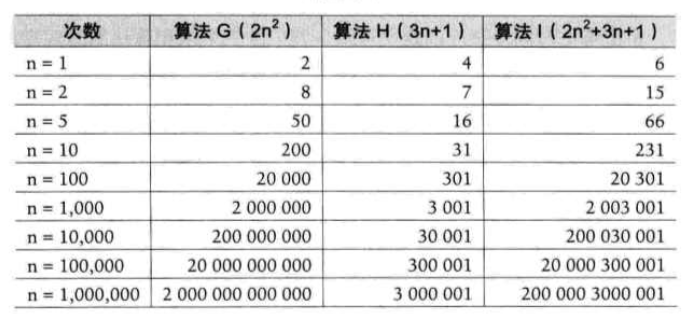 次数 算法 G ( 2n² ) 算法 H ( 3n+1 ) 算法 I ( 2n²+3n+1 )
n = 1 2 4 6
n = 2 8 7 15
n = 5 50 16 66
n = 10 200 31 231
n = 100 20 000 301 20 301
n = 1,000 2 000 000 3 001 2 003 001
n = 10,000 200 000 000 30 001 200 030 001
n = 100,000 20 000 000 000 300 001 20 000 300 001
n = 1,000,000 2 000 000 000 000 3 000 001 200 000 3000 001